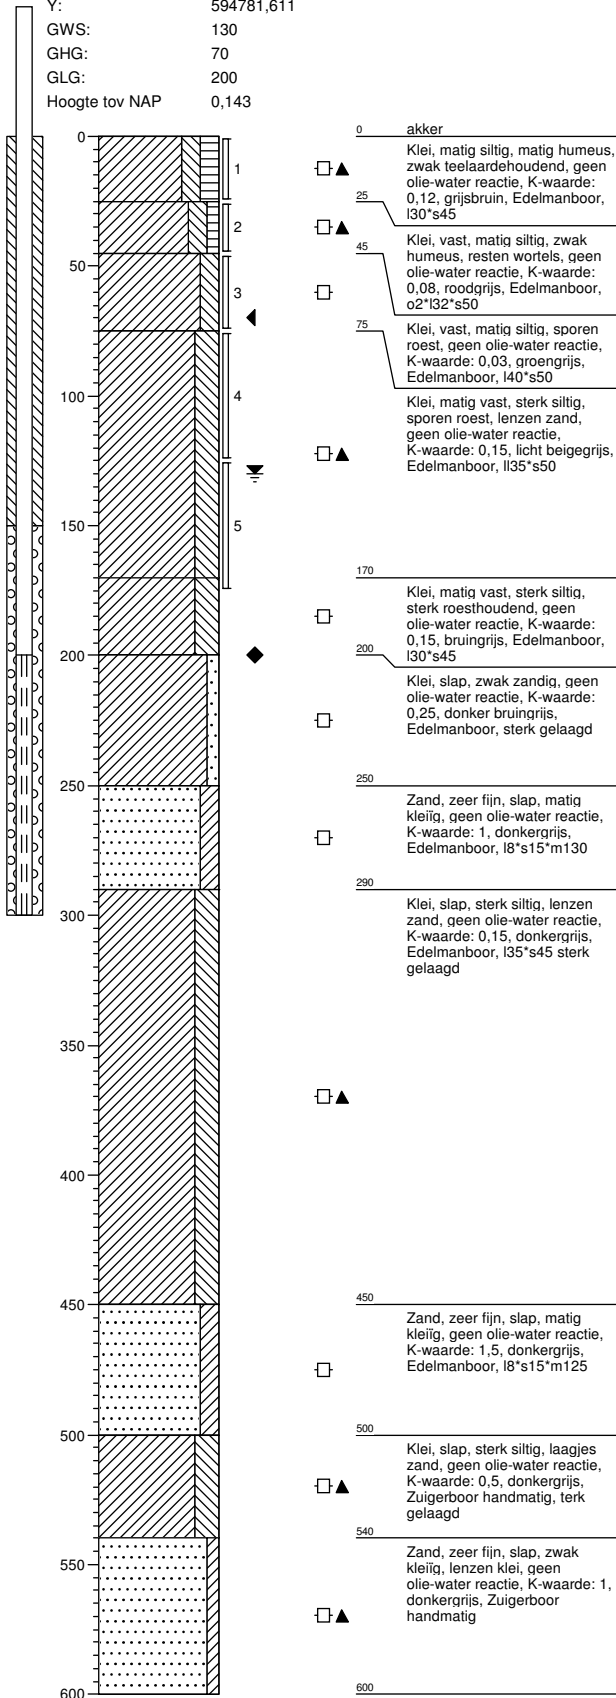 Y: 594781,611
GWS: 130
GHG: 70
GLG: 200
Hoogte tov NAP 0,143
0
50
100
150
200
250
300
350
400
450
500
550
600
1
2
3
4
5
0 akker
Klei, matig siltig, matig humeus,
zwak teelaardehoudend, geen
olie-water reactie, K-waarde:
0,12, grijsbruin, Edelmanboor,
l30*s45
25
Klei, vast, matig siltig, zwak
humeus, resten wortels, geen
olie-water reactie, K-waarde:
0,08, roodgrijs, Edelmanboor,
o2*l32*s50
45
Klei, vast, matig siltig, sporen
roest, geen olie-water reactie,
K-waarde: 0,03, groengrijs,
Edelmanboor, l40*s50
75
Klei, matig vast, sterk siltig,
sporen roest, lenzen zand,
geen olie-water reactie,
K-waarde: 0,15, licht beigegrijs,
Edelmanboor, ll35*s50
170
Klei, matig vast, sterk siltig,
sterk roesthoudend, geen
olie-water reactie, K-waarde:
0,15, bruingrijs, Edelmanboor,
l30*s45
200
Klei, slap, zwak zandig, geen
olie-water reactie, K-waarde:
0,25, donker bruingrijs,
Edelmanboor, sterk gelaagd
250
Zand, zeer fijn, slap, matig
kleiïg, geen olie-water reactie,
K-waarde: 1, donkergrijs,
Edelmanboor, l8*s15*m130
290
Klei, slap, sterk siltig, lenzen
zand, geen olie-water reactie,
K-waarde: 0,15, donkergrijs,
Edelmanboor, l35*s45 sterk
gelaagd
450
Zand, zeer fijn, slap, matig
kleiïg, geen olie-water reactie,
K-waarde: 1,5, donkergrijs,
Edelmanboor, l8*s15*m125
500
Klei, slap, sterk siltig, laagjes
zand, geen olie-water reactie,
K-waarde: 0,5, donkergrijs,
Zuigerboor handmatig, terk
gelaagd
540
Zand, zeer fijn, slap, zwak
kleiïg, lenzen klei, geen
olie-water reactie, K-waarde: 1,
donkergrijs, Zuigerboor
handmatig
600